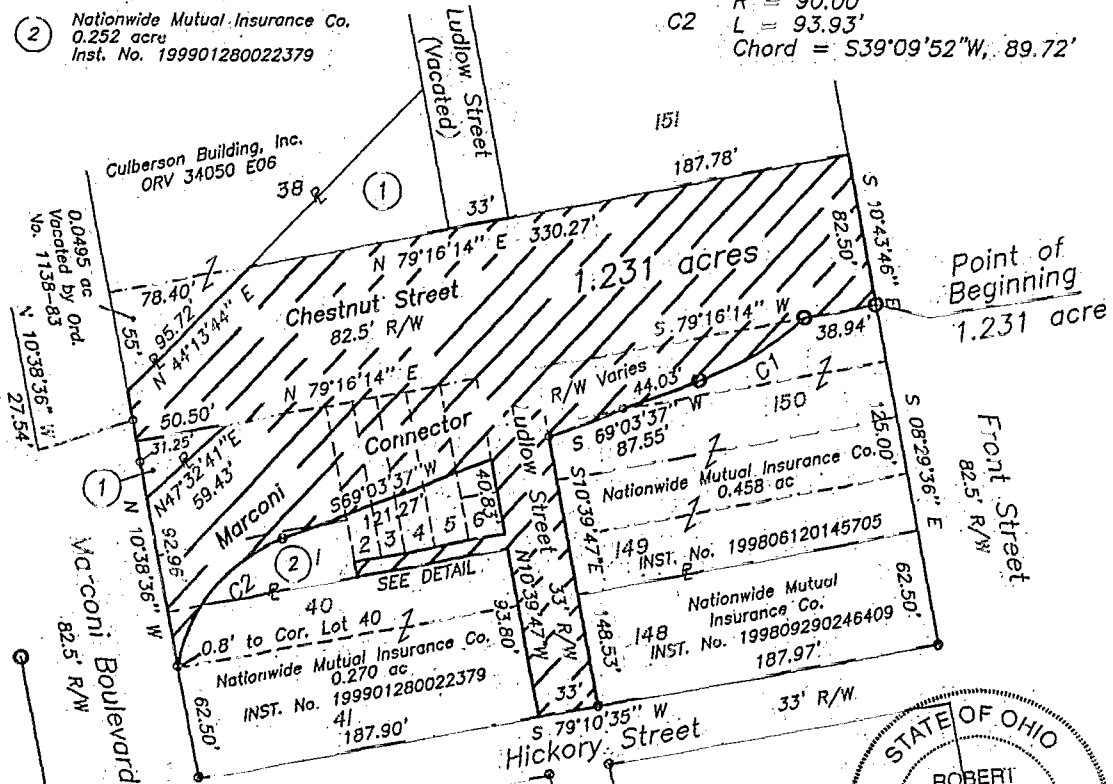 2 Nationwide Mutual Insurance Co.
0.252 acre
Inst. No. 199901280022379
R = 90.00'
C2 L = 93.93'
Chord = S39°09'52"W, 89.72'
Ludlow Street
(Vacated)
151
Culberson Building, Inc.
ORV 34050 E06
38
1
33'
187.78'
N 79°16'14" E 330.27'
1.231 acres
S 10°43'46" E
82.50'
Point of
Beginning
1.231 acre
0.0495 ac
Vacated by Ord.
No. 1138-83
55'
78.40'
95.72'
N 44°13'44" E
Chestnut Street
82.5' R/W
S 79°16'14" W
38.94'
N 10°38'36" W
27.54'
N 79°16'14" E
R/W Varies
44.03'
C1
50.50'
31.25'
N47°32'41"E
59.43'
Connector
Marconi
S 69°03'37" W
87.55'
150
1
S69°03'37"W
121.27'
40.83'
2 3 4 5 6
Ludlow Street
33' R/W
S10°39'47"E
Nationwide Mutual Insurance Co.
0.458 ac
125.00'
S 08°29'36" E
Front Street
82.5' R/W
149
INST. No. 199806120145705
N 10°38'36" W
92.96'
C2
2
1
SEE DETAIL
40
0.8' to Cor. Lot 40
N10°39'47"W
93.80'
148.53'
148
Nationwide Mutual
Insurance Co.
INST. No. 199809290246409
187.97'
62.50'
Marconi Boulevard
82.5' R/W
Nationwide Mutual Insurance Co.
0.270 ac
INST. No. 199901280022379
41
187.90'
62.50'
33'
S 79°10'35" W
33' R/W
Hickory Street
STATE OF OHIO
ROBERT